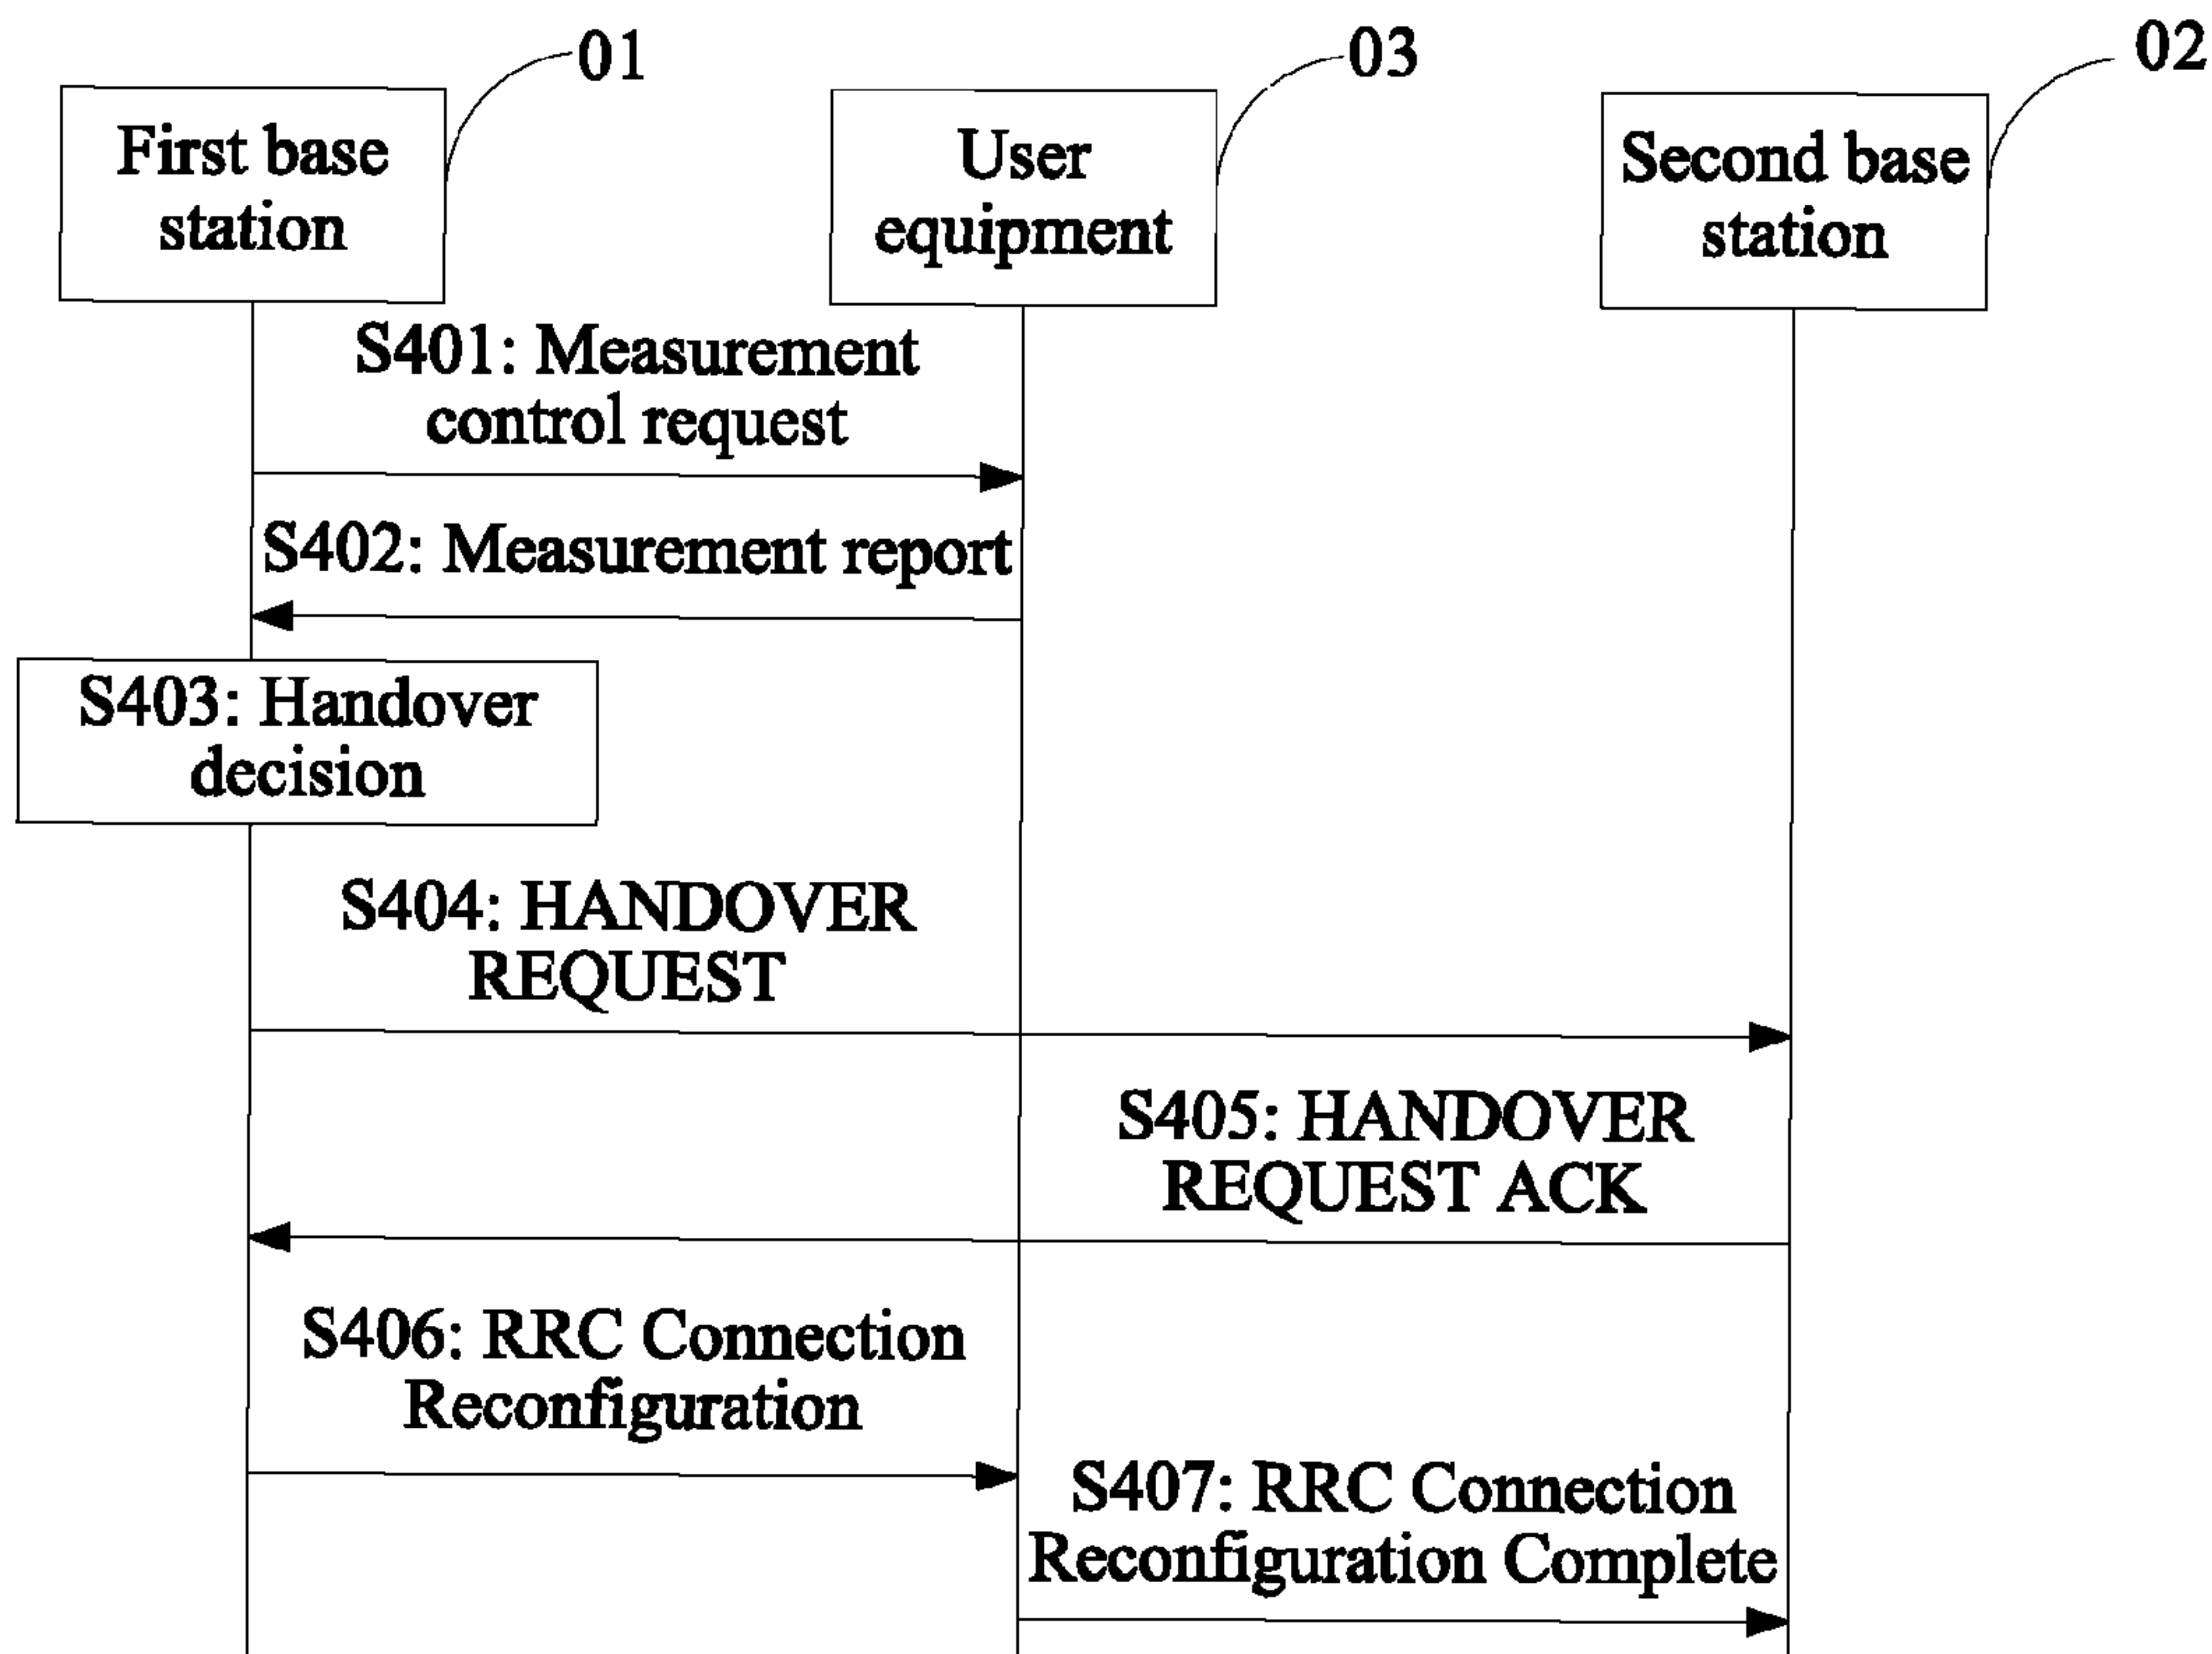 01
03
02
First base
station
User
equipment
Second base
station
S401: Measurement
control request
S402: Measurement report
S403: Handover
decision
S404: HANDOVER
REQUEST
S405: HANDOVER
REQUEST ACK
S406: RRC Connection
Reconfiguration
S407: RRC Connection
Reconfiguration Complete